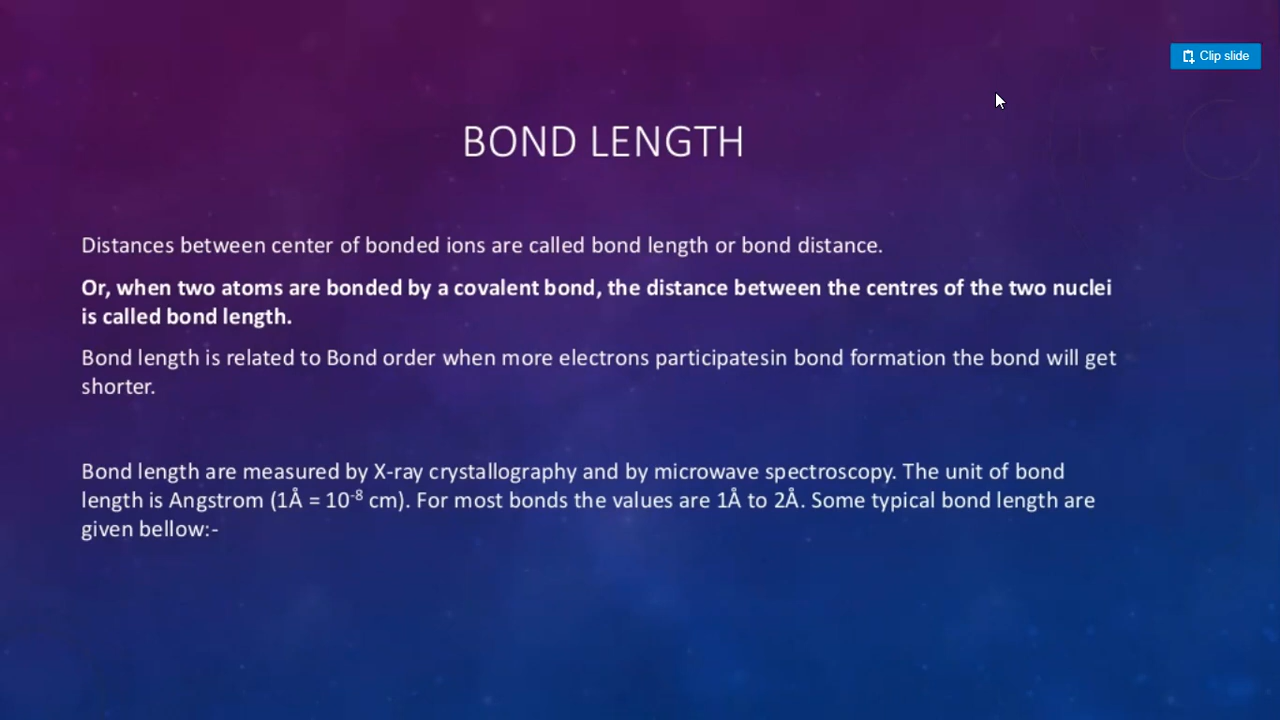 Clip slide
BOND LENGTH
Distances between center of bonded ions are called bond length or bond distance.
Or, when two atoms are bonded by a covalent bond, the distance between the centres of the two nuclei
is called bond length.
Bond length is related to Bond order when more electrons participatesin bond formation the bond will get
shorter.
Bond length are measured by X-ray crystallography and by microwave spectroscopy. The unit of bond
length is Angstrom (1Å = 10⁻⁸ cm). For most bonds the values are 1Å to 2Å. Some typical bond length are
given bellow:-